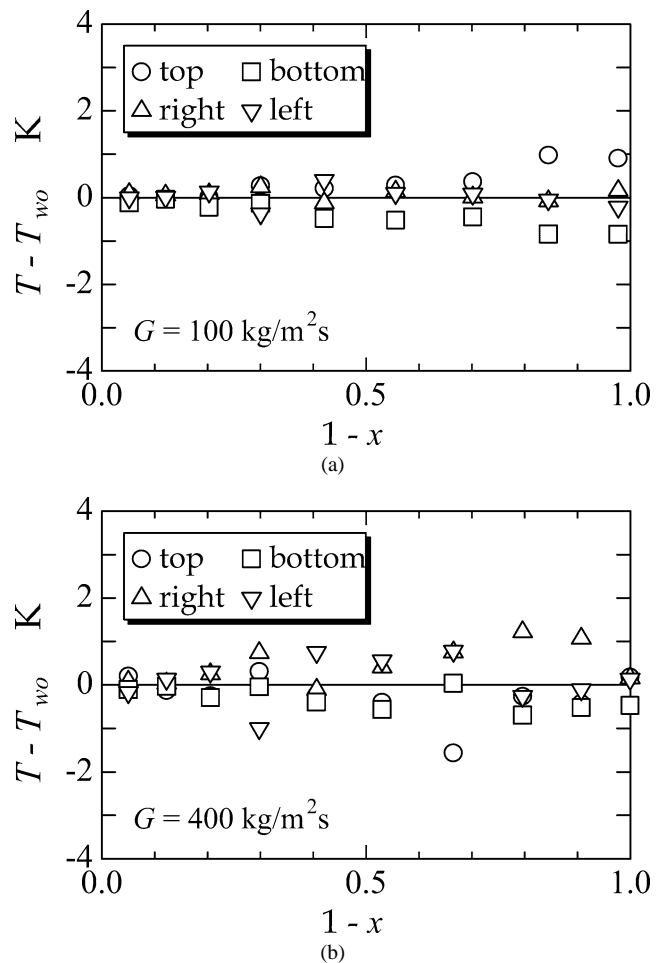 4
2
0
-2
-4
T - T_wo K
top bottom
right left
G = 100 kg/m²s
0.0 0.5 1.0
1 - x
(a)
4
2
0
-2
-4
T - T_wo K
top bottom
right left
G = 400 kg/m²s
0.0 0.5 1.0
1 - x
(b)